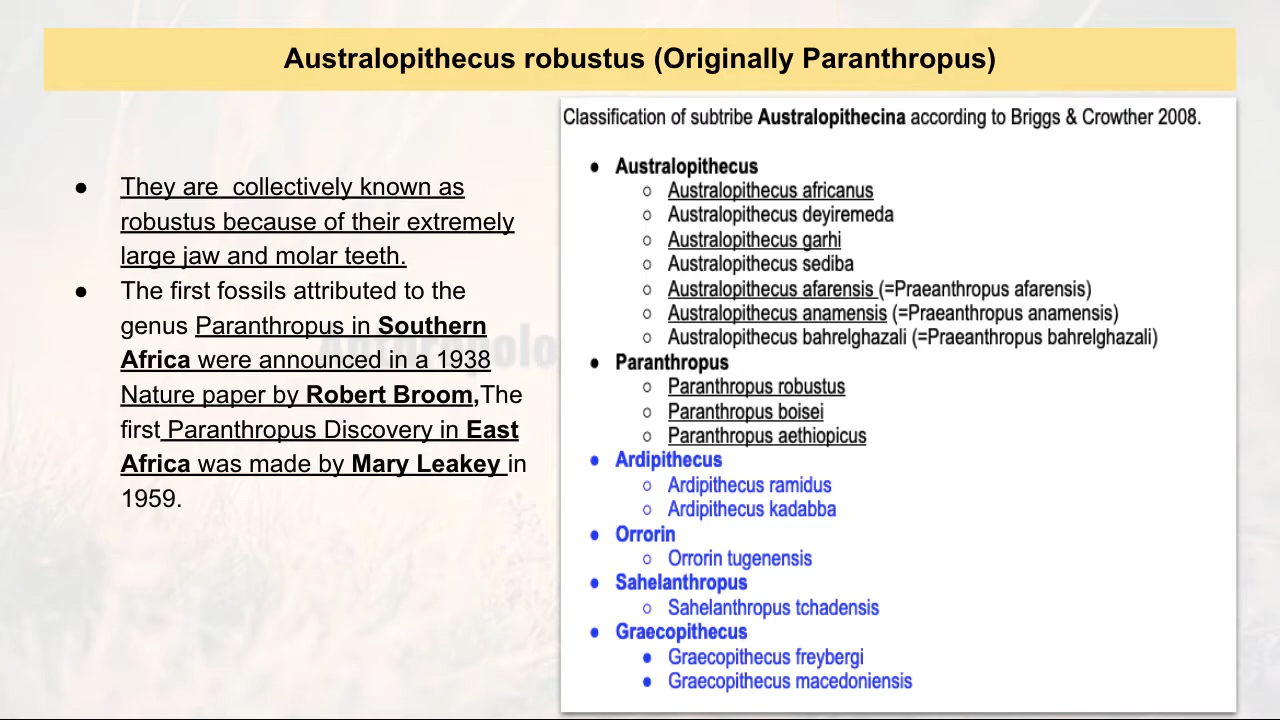 Australopithecus robustus (Originally Paranthropus)
● They are  collectively known as
robustus because of their extremely
large jaw and molar teeth.
● The first fossils attributed to the
genus Paranthropus in Southern
Africa were announced in a 1938
Nature paper by Robert Broom,The
first Paranthropus Discovery in East
Africa was made by Mary Leakey in
1959.
Classification of subtribe Australopithecina according to Briggs & Crowther 2008.
● Australopithecus
○ Australopithecus africanus
○ Australopithecus deyiremeda
○ Australopithecus garhi
○ Australopithecus sediba
○ Australopithecus afarensis (=Praeanthropus afarensis)
○ Australopithecus anamensis (=Praeanthropus anamensis)
○ Australopithecus bahrelghazali (=Praeanthropus bahrelghazali)
● Paranthropus
○ Paranthropus robustus
○ Paranthropus boisei
○ Paranthropus aethiopicus
● Ardipithecus
○ Ardipithecus ramidus
○ Ardipithecus kadabba
● Orrorin
○ Orrorin tugenensis
● Sahelanthropus
○ Sahelanthropus tchadensis
● Graecopithecus
● Graecopithecus freybergi
● Graecopithecus macedoniensis